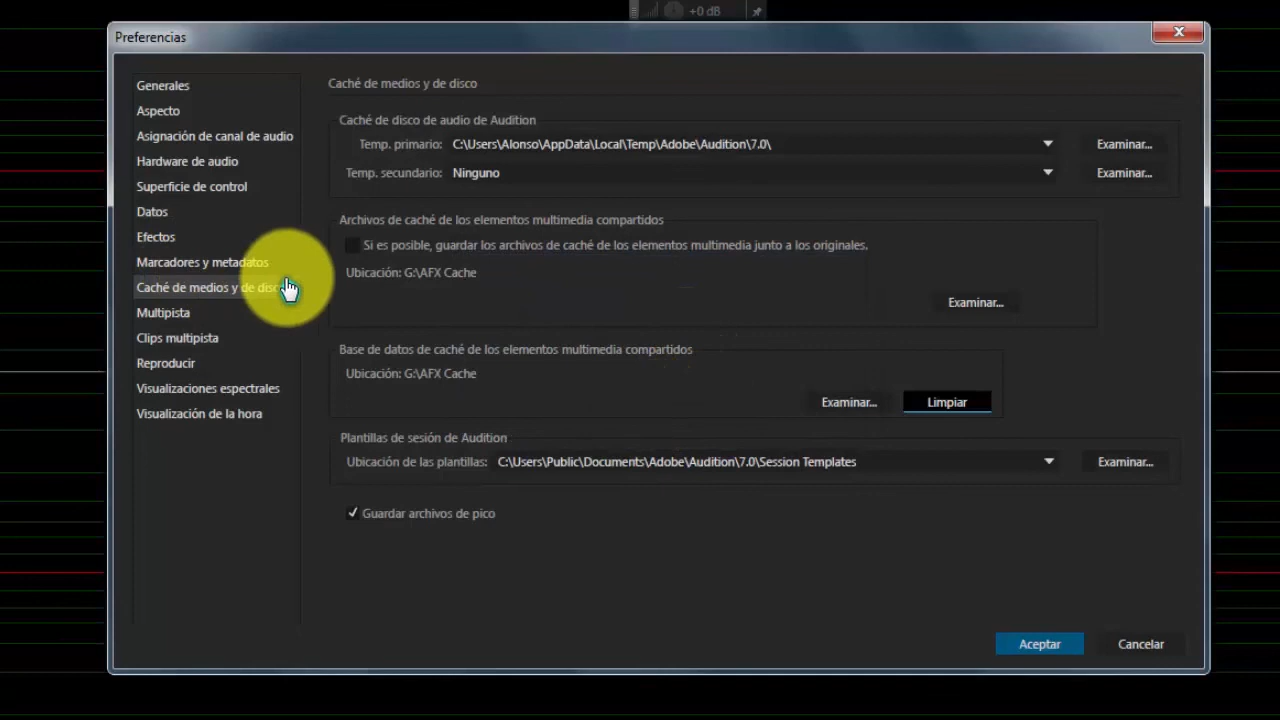 +0 dB
Preferencias
Generales
Aspecto
Asignación de canal de audio
Hardware de audio
Superficie de control
Datos
Efectos
Marcadores y metadatos
Caché de medios y de disco
Multipista
Clips multipista
Reproducir
Visualizaciones espectrales
Visualización de la hora
Caché de medios y de disco
Caché de disco de audio de Audition
Temp. primario: C:\Users\Alonso\AppData\Local\Temp\Adobe\Audition\7.0\ Examinar...
Temp. secundario: Ninguno Examinar...
Archivos de caché de los elementos multimedia compartidos
Si es posible, guardar los archivos de caché de los elementos multimedia junto a los originales.
Ubicación: G:\AFX Cache
Examinar...
Base de datos de caché de los elementos multimedia compartidos
Ubicación: G:\AFX Cache
Examinar... Limpiar
Plantillas de sesión de Audition
Ubicación de las plantillas: C:\Users\Public\Documents\Adobe\Audition\7.0\Session Templates Examinar...
Guardar archivos de pico
Aceptar Cancelar